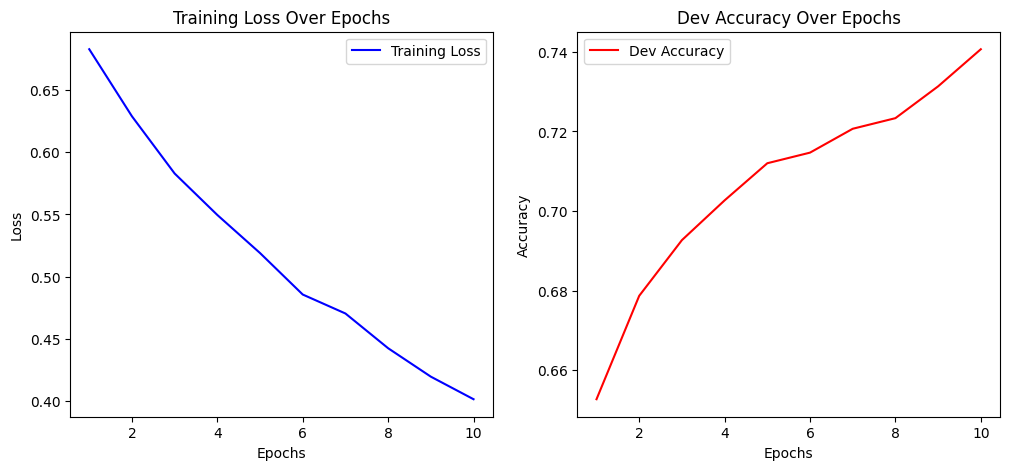 Training Loss Over Epochs
Training Loss
0.65
0.60
0.55
0.50
0.45
0.40
Loss
2 4 6 8 10
Epochs
Dev Accuracy Over Epochs
Dev Accuracy
0.74
0.72
0.70
0.68
0.66
Accuracy
2 4 6 8 10
Epochs